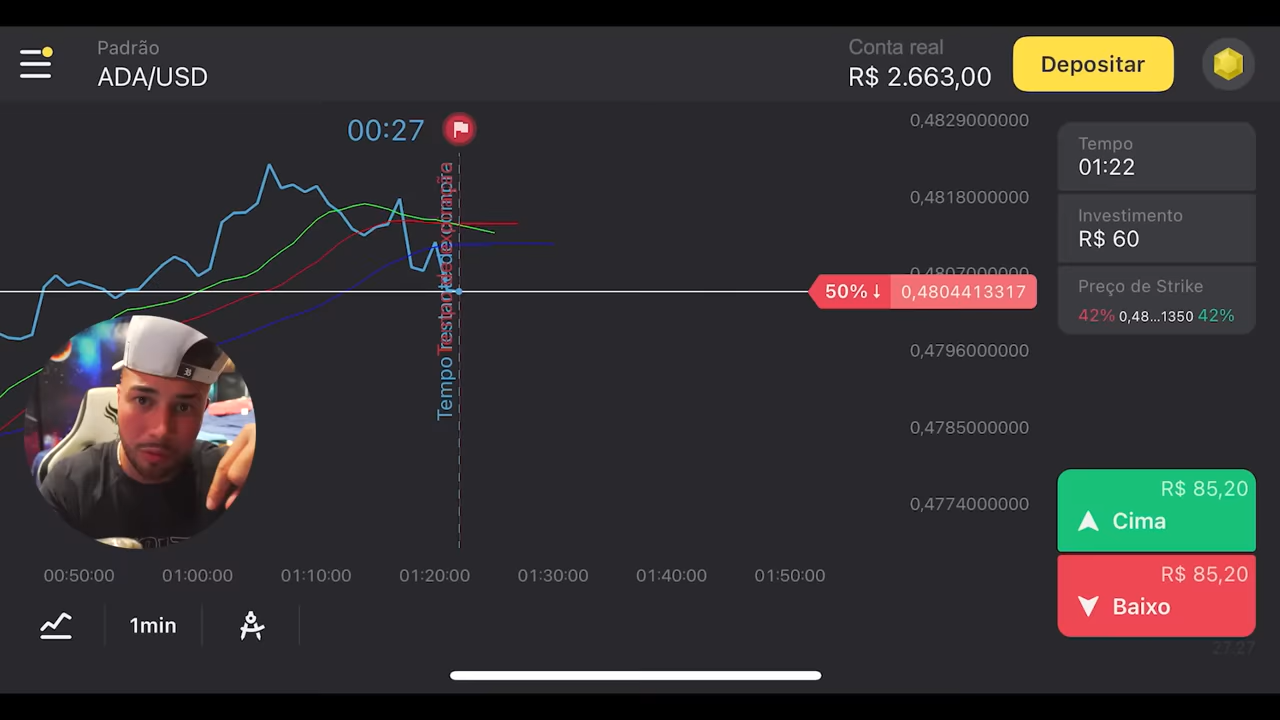 Padrão
ADA/USD
Conta real
R$ 2.663,00
Depositar
00:27
0,4829000000
0,4818000000
0,4807000000
0,4796000000
0,4785000000
0,4774000000
50% ↓ 0,4804413317
Tempo
01:22
Investimento
R$ 60
Preço de Strike
42% 0,48...1350 42%
R$ 85,20
Cima
R$ 85,20
Baixo
27:27
Tempo restante de compra
00:50:00 01:00:00 01:10:00 01:20:00 01:30:00 01:40:00 01:50:00
1min